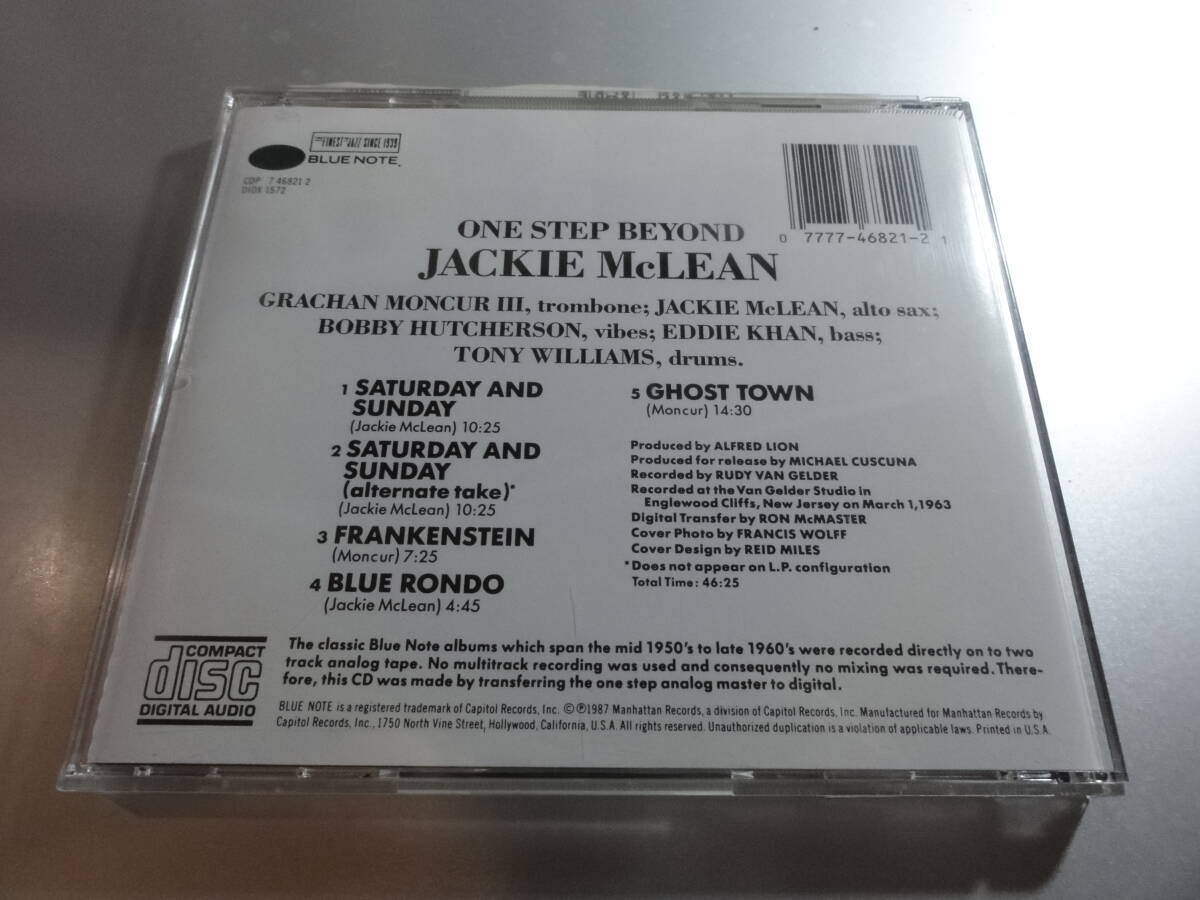 THE FINEST IN JAZZ SINCE 1939
BLUE NOTE.
CDP 7 46821 2
DIDX 1572
0 7777-46821-2 1
ONE STEP BEYOND
JACKIE McLEAN
GRACHAN MONCUR III, trombone; JACKIE McLEAN, alto sax;
BOBBY HUTCHERSON, vibes; EDDIE KHAN, bass;
TONY WILLIAMS, drums.
1 SATURDAY AND
SUNDAY
(Jackie McLean) 10:25
2 SATURDAY AND
SUNDAY
(alternate take)*
(Jackie McLean) 10:25
3 FRANKENSTEIN
(Moncur) 7:25
4 BLUE RONDO
(Jackie McLean) 4:45
5 GHOST TOWN
(Moncur) 14:30
Produced by ALFRED LION
Produced for release by MICHAEL CUSCUNA
Recorded by RUDY VAN GELDER
Recorded at the Van Gelder Studio in
Englewood Cliffs, New Jersey on March 1, 1963
Digital Transfer by RON McMASTER
Cover Photo by FRANCIS WOLFF
Cover Design by REID MILES
*Does not appear on L.P. configuration
Total Time: 46:25
COMPACT
disc
DIGITAL AUDIO
The classic Blue Note albums which span the mid 1950's to late 1960's were recorded directly on to two
track analog tape. No multitrack recording was used and consequently no mixing was required. There-
fore, this CD was made by transferring the one step analog master to digital.
BLUE NOTE is a registered trademark of Capitol Records, Inc. ©℗1987 Manhattan Records, a division of Capitol Records, Inc. Manufactured for Manhattan Records by
Capitol Records, Inc., 1750 North Vine Street, Hollywood, California, U.S.A. All rights reserved. Unauthorized duplication is a violation of applicable laws. Printed in U.S.A.